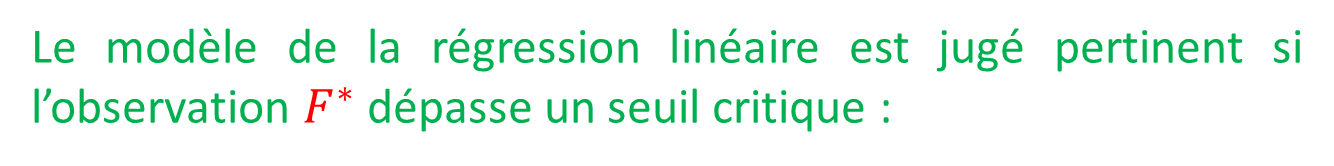 Le modèle de la régression linéaire est jugé pertinent si
l’observation F* dépasse un seuil critique :